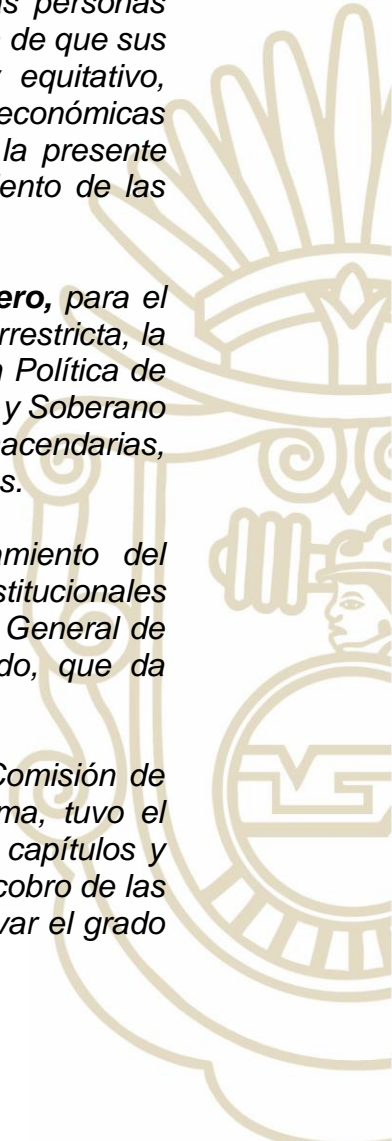 as personas
de que sus
equitativo,
económicas
la presente
iento de las
ero, para el
rrestricta, la
Política de
y Soberano
acendarias,
s.
amiento del
stitucionales
General de
do, que da
Comisión de
ma, tuvo el
capítulos y
cobro de las
var el grado